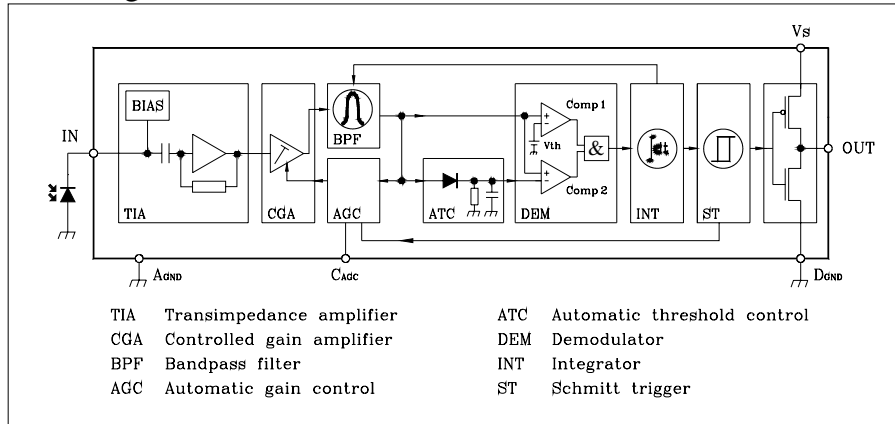 Vs
BIAS
IN
BPF
Comp 1
Vth
&
Comp 2
OUT
TIA
CGA
AGC
ATC
DEM
INT
ST
AGND
CAGC
DGND
TIA Transimpedance amplifier
CGA Controlled gain amplifier
BPF Bandpass filter
AGC Automatic gain control
ATC Automatic threshold control
DEM Demodulator
INT Integrator
ST Schmitt trigger